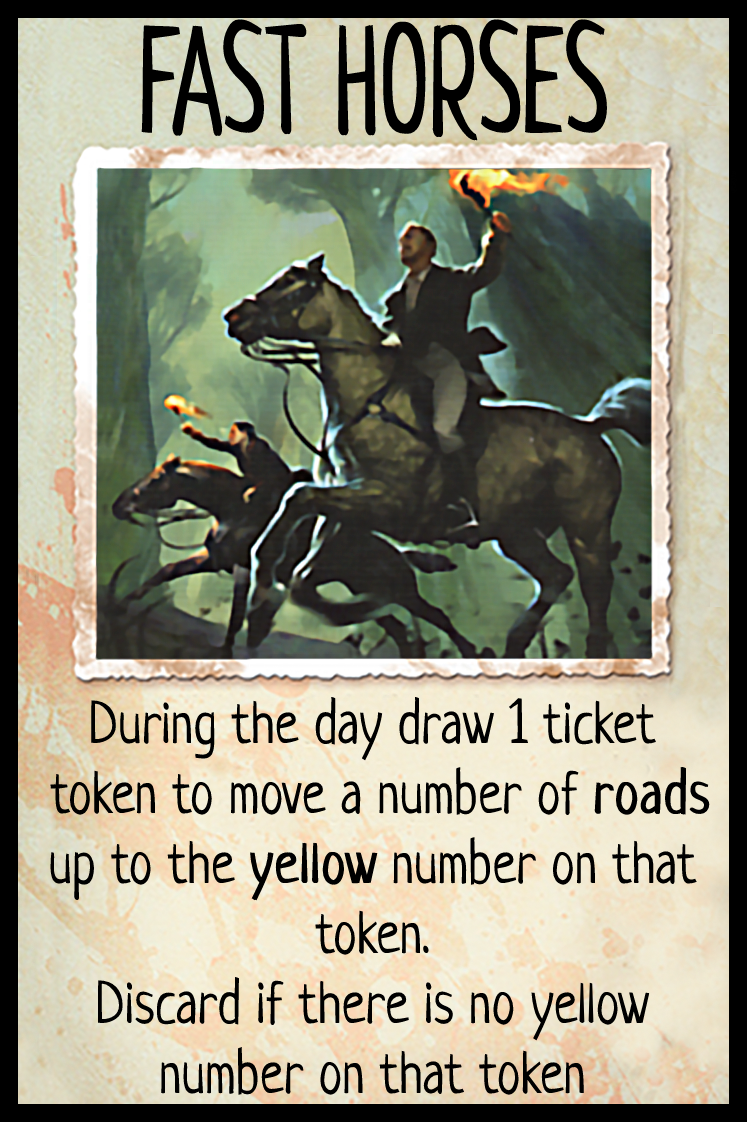 FAST HORSES
During the day draw 1 ticket
token to move a number of roads
up to the yellow number on that
token.
Discard if there is no yellow
number on that token